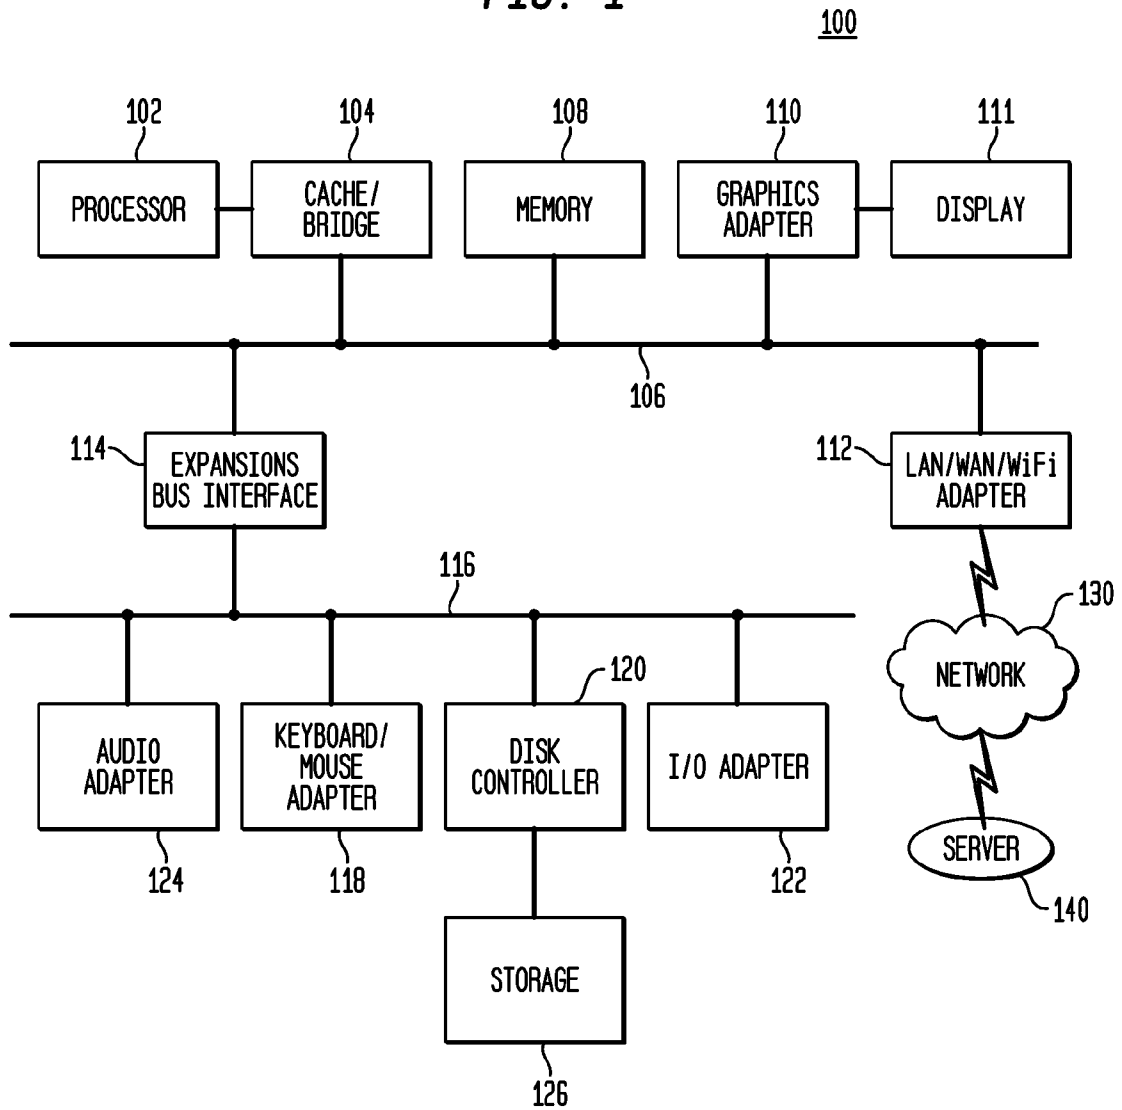 FIG. 1
100
102
104
108
110
111
PROCESSOR
CACHE/
BRIDGE
MEMORY
GRAPHICS
ADAPTER
DISPLAY
106
114
EXPANSIONS
BUS INTERFACE
112
LAN/WAN/WiFi
ADAPTER
116
130
NETWORK
120
AUDIO
ADAPTER
KEYBOARD/
MOUSE
ADAPTER
DISK
CONTROLLER
I/O ADAPTER
SERVER
124
118
122
140
STORAGE
126